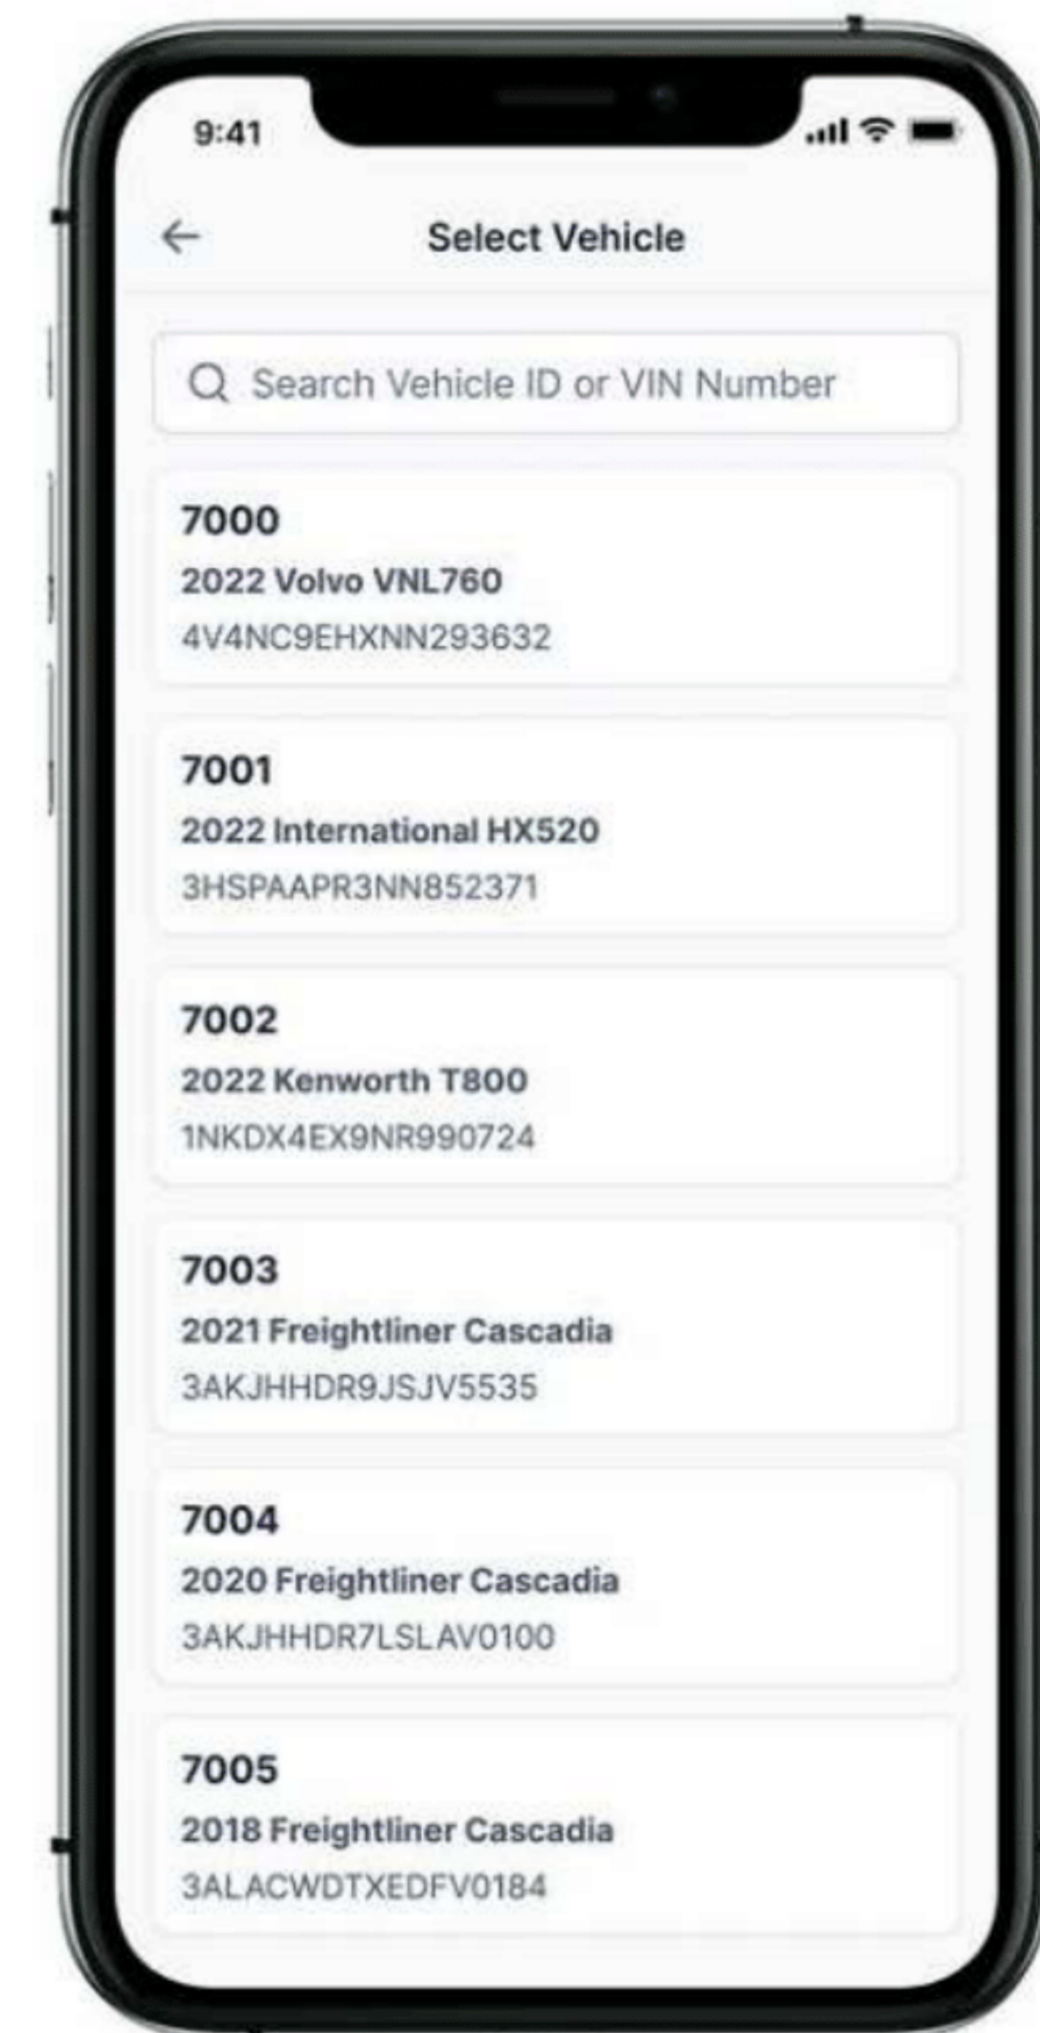 9:41
Select Vehicle
Search Vehicle ID or VIN Number
7000
2022 Volvo VNL760
4V4NC9EHXNN293632
7001
2022 International HX520
3HSPAAPR3NN852371
7002
2022 Kenworth T800
1NKDX4EX9NR990724
7003
2021 Freightliner Cascadia
3AKJHHDR9JSJV5535
7004
2020 Freightliner Cascadia
3AKJHHDR7LSLAV0100
7005
2018 Freightliner Cascadia
3ALACWDTXEDFV0184